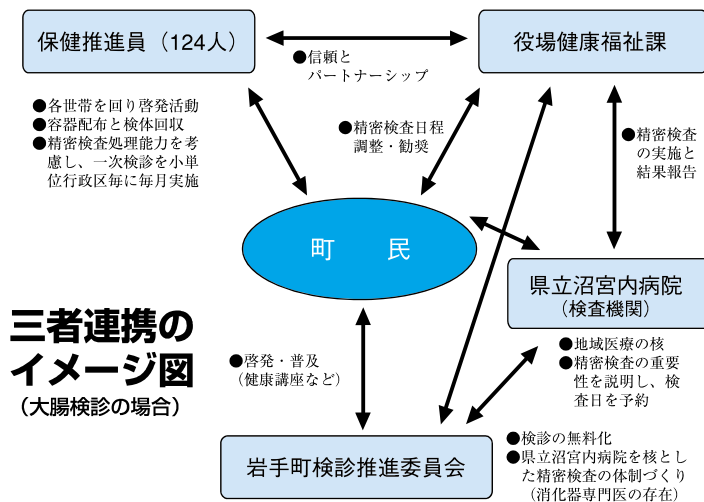 保健推進員（124人）
役場健康福祉課
●信頼と
パートナーシップ
●各世帯を回り啓発活動
●容器配布と検体回収
●精密検査処理能力を考
慮し、一次検診を小単
位行政区毎に毎月実施
●精密検査日程
調整・勧奨
●精密検査
の実施と
結果報告
町　民
県立沼宮内病院
（検査機関）
●地域医療の核
●精密検査の重要
性を説明し、検
査日を予約
三者連携の
イメージ図
（大腸検診の場合）
●啓発・普及
（健康講座など）
岩手町検診推進委員会
●検診の無料化
●県立沼宮内病院を核とし
た精密検査の体制づくり
（消化器専門医の存在）